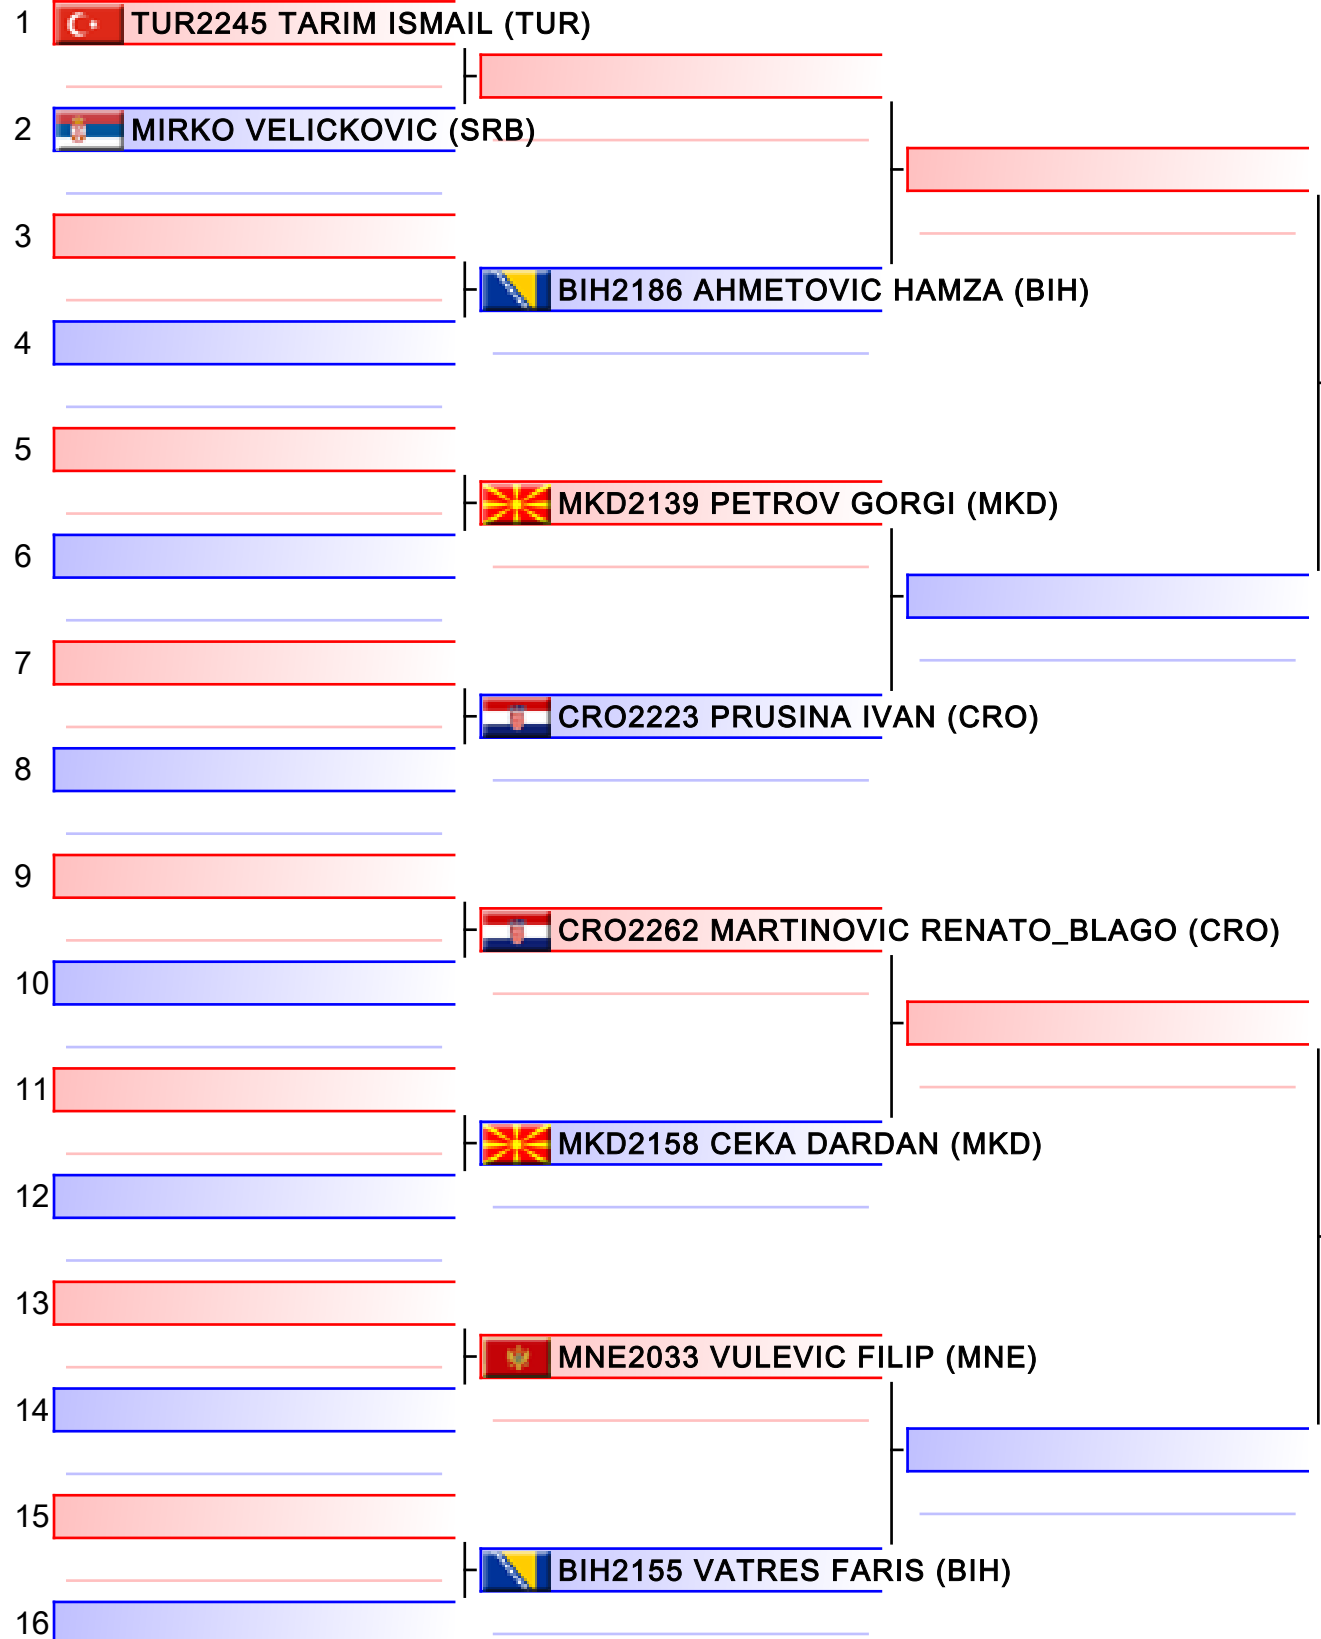 1 TUR2245 TARIM ISMAIL (TUR)
2 MIRKO VELICKOVIC (SRB)
3
BIH2186 AHMETOVIC HAMZA (BIH)
4
5
MKD2139 PETROV GORGI (MKD)
6
7
CRO2223 PRUSINA IVAN (CRO)
8
9
CRO2262 MARTINOVIC RENATO_BLAGO (CRO)
10
11
MKD2158 CEKA DARDAN (MKD)
12
13
MNE2033 VULEVIC FILIP (MNE)
14
15
BIH2155 VATRES FARIS (BIH)
16